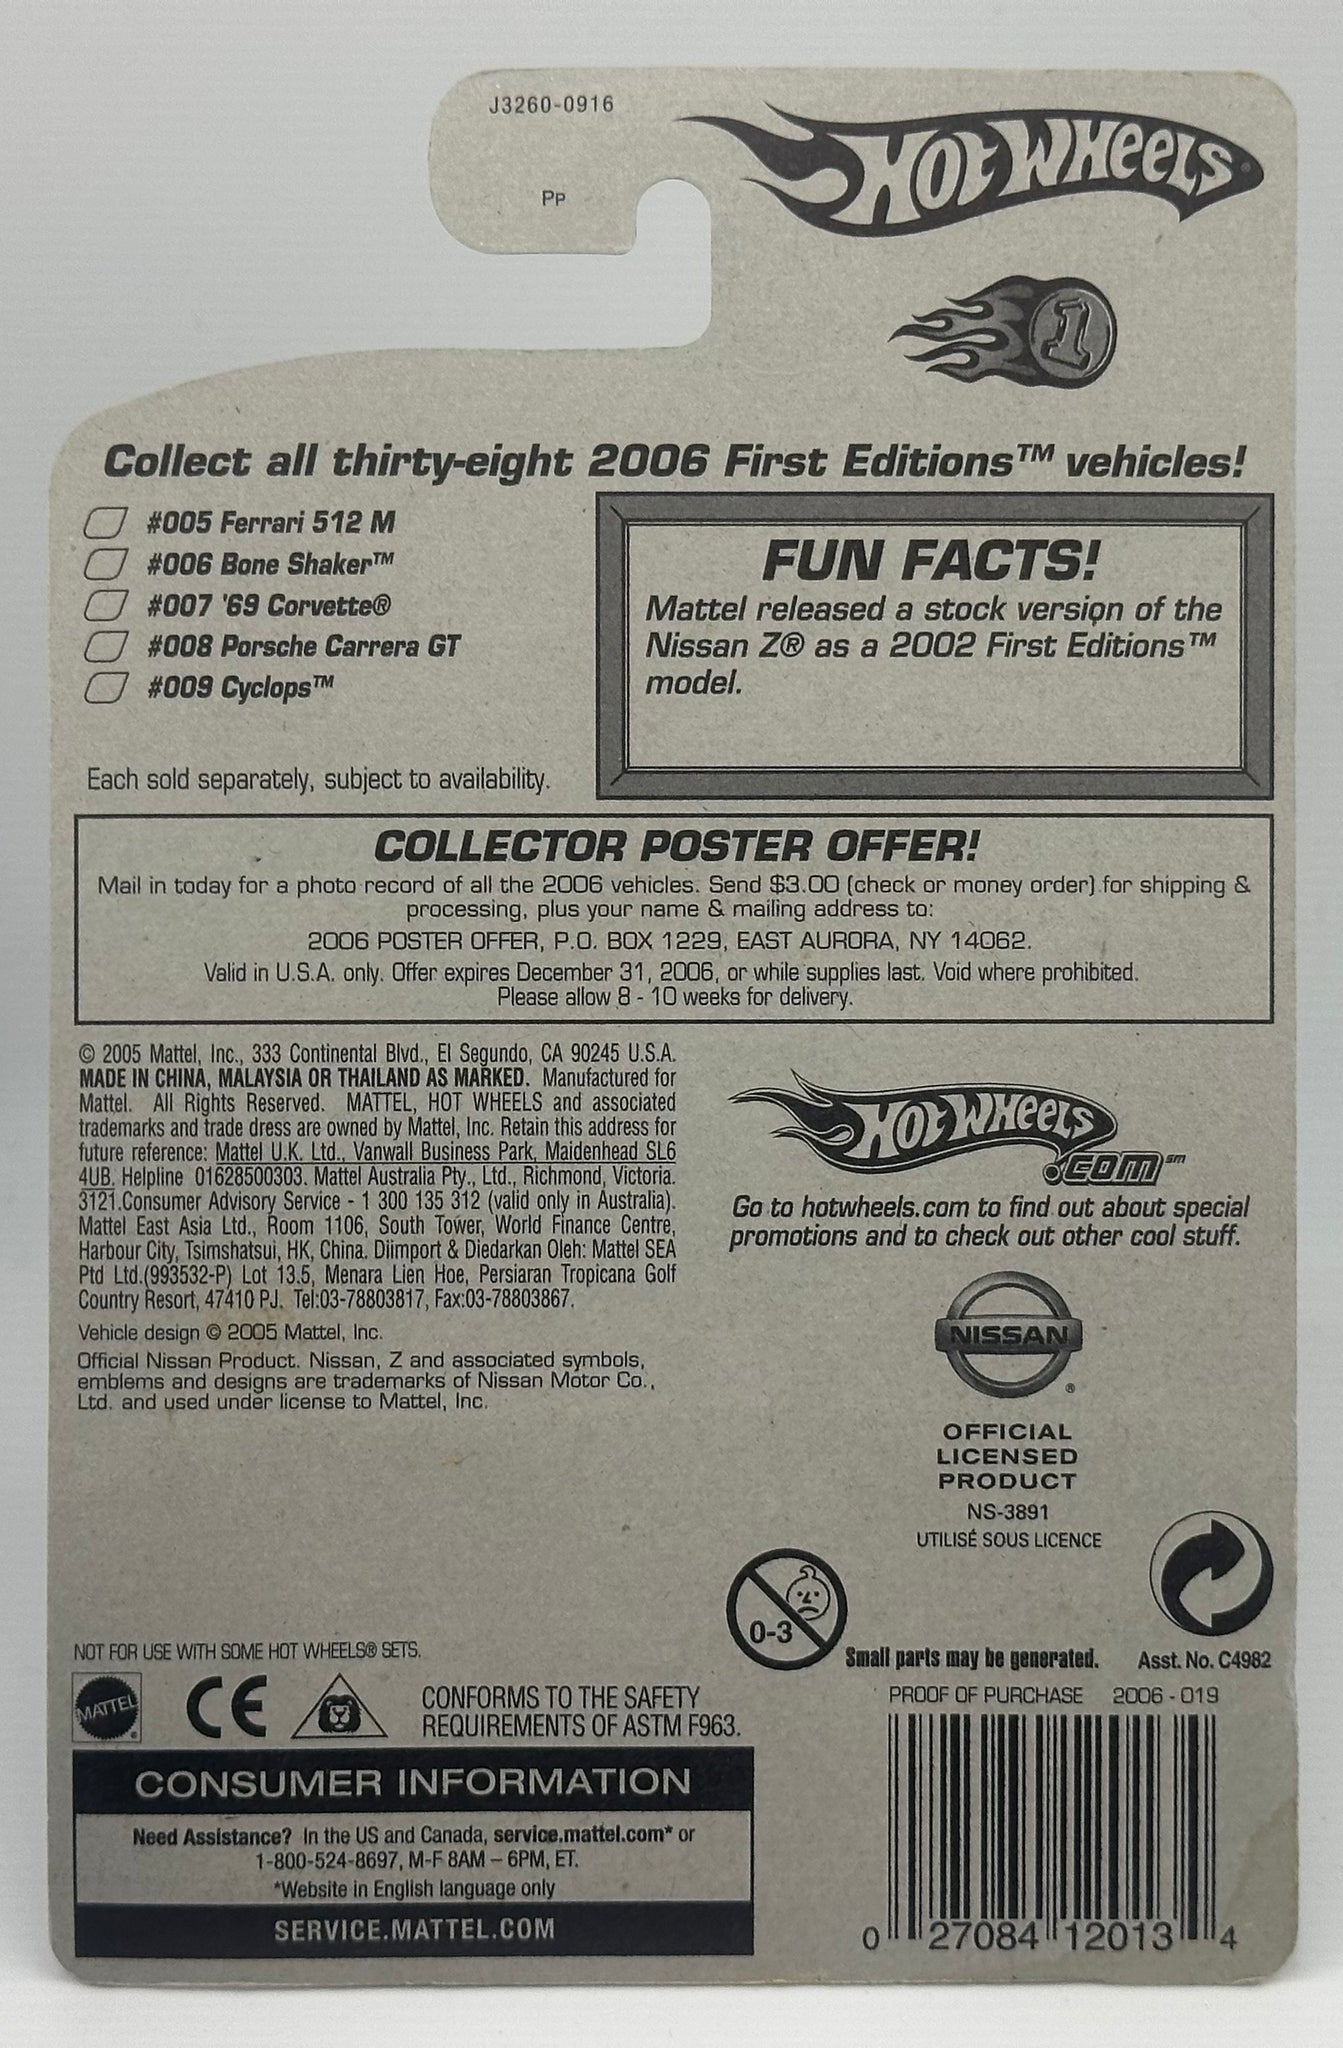 J3260-0916
PP
HOT WHEELS
1
Collect all thirty-eight 2006 First Editions™ vehicles!
#005 Ferrari 512 M
#006 Bone Shaker™
#007 '69 Corvette®
#008 Porsche Carrera GT
#009 Cyclops™
Each sold separately, subject to availability.
FUN FACTS!
Mattel released a stock version of the
Nissan Z® as a 2002 First Editions™
model.
COLLECTOR POSTER OFFER!
Mail in today for a photo record of all the 2006 vehicles. Send $3.00 (check or money order) for shipping &
processing, plus your name & mailing address to:
2006 POSTER OFFER, P.O. BOX 1229, EAST AURORA, NY 14062.
Valid in U.S.A. only. Offer expires December 31, 2006, or while supplies last. Void where prohibited.
Please allow 8 - 10 weeks for delivery.
© 2005 Mattel, Inc., 333 Continental Blvd., El Segundo, CA 90245 U.S.A.
MADE IN CHINA, MALAYSIA OR THAILAND AS MARKED. Manufactured for
Mattel. All Rights Reserved. MATTEL, HOT WHEELS and associated
trademarks and trade dress are owned by Mattel, Inc. Retain this address for
future reference: Mattel U.K. Ltd., Vanwall Business Park, Maidenhead SL6
4UB. Helpline 01628500303. Mattel Australia Pty., Ltd., Richmond, Victoria.
3121.Consumer Advisory Service - 1 300 135 312 (valid only in Australia).
Mattel East Asia Ltd., Room 1106, South Tower, World Finance Centre,
Harbour City, Tsimshatsui, HK, China. Diimport & Diedarkan Oleh: Mattel SEA
Ptd Ltd.(993532-P) Lot 13.5, Menara Lien Hoe, Persiaran Tropicana Golf
Country Resort, 47410 PJ. Tel:03-78803817, Fax:03-78803867.
Vehicle design © 2005 Mattel, Inc.
Official Nissan Product. Nissan, Z and associated symbols,
emblems and designs are trademarks of Nissan Motor Co.,
Ltd. and used under license to Mattel, Inc.
HOT WHEELS
.COM℠
Go to hotwheels.com to find out about special
promotions and to check out other cool stuff.
NISSAN
®
OFFICIAL
LICENSED
PRODUCT
NS-3891
UTILISÉ SOUS LICENCE
0-3
Small parts may be generated.
Asst. No. C4982
NOT FOR USE WITH SOME HOT WHEELS® SETS.
MATTEL®
CE
CONFORMS TO THE SAFETY
REQUIREMENTS OF ASTM F963.
PROOF OF PURCHASE 2006 - 019
CONSUMER INFORMATION
Need Assistance? In the US and Canada, service.mattel.com* or
1-800-524-8697, M-F 8AM – 6PM, ET.
*Website in English language only
SERVICE.MATTEL.COM
0 27084 12013 4